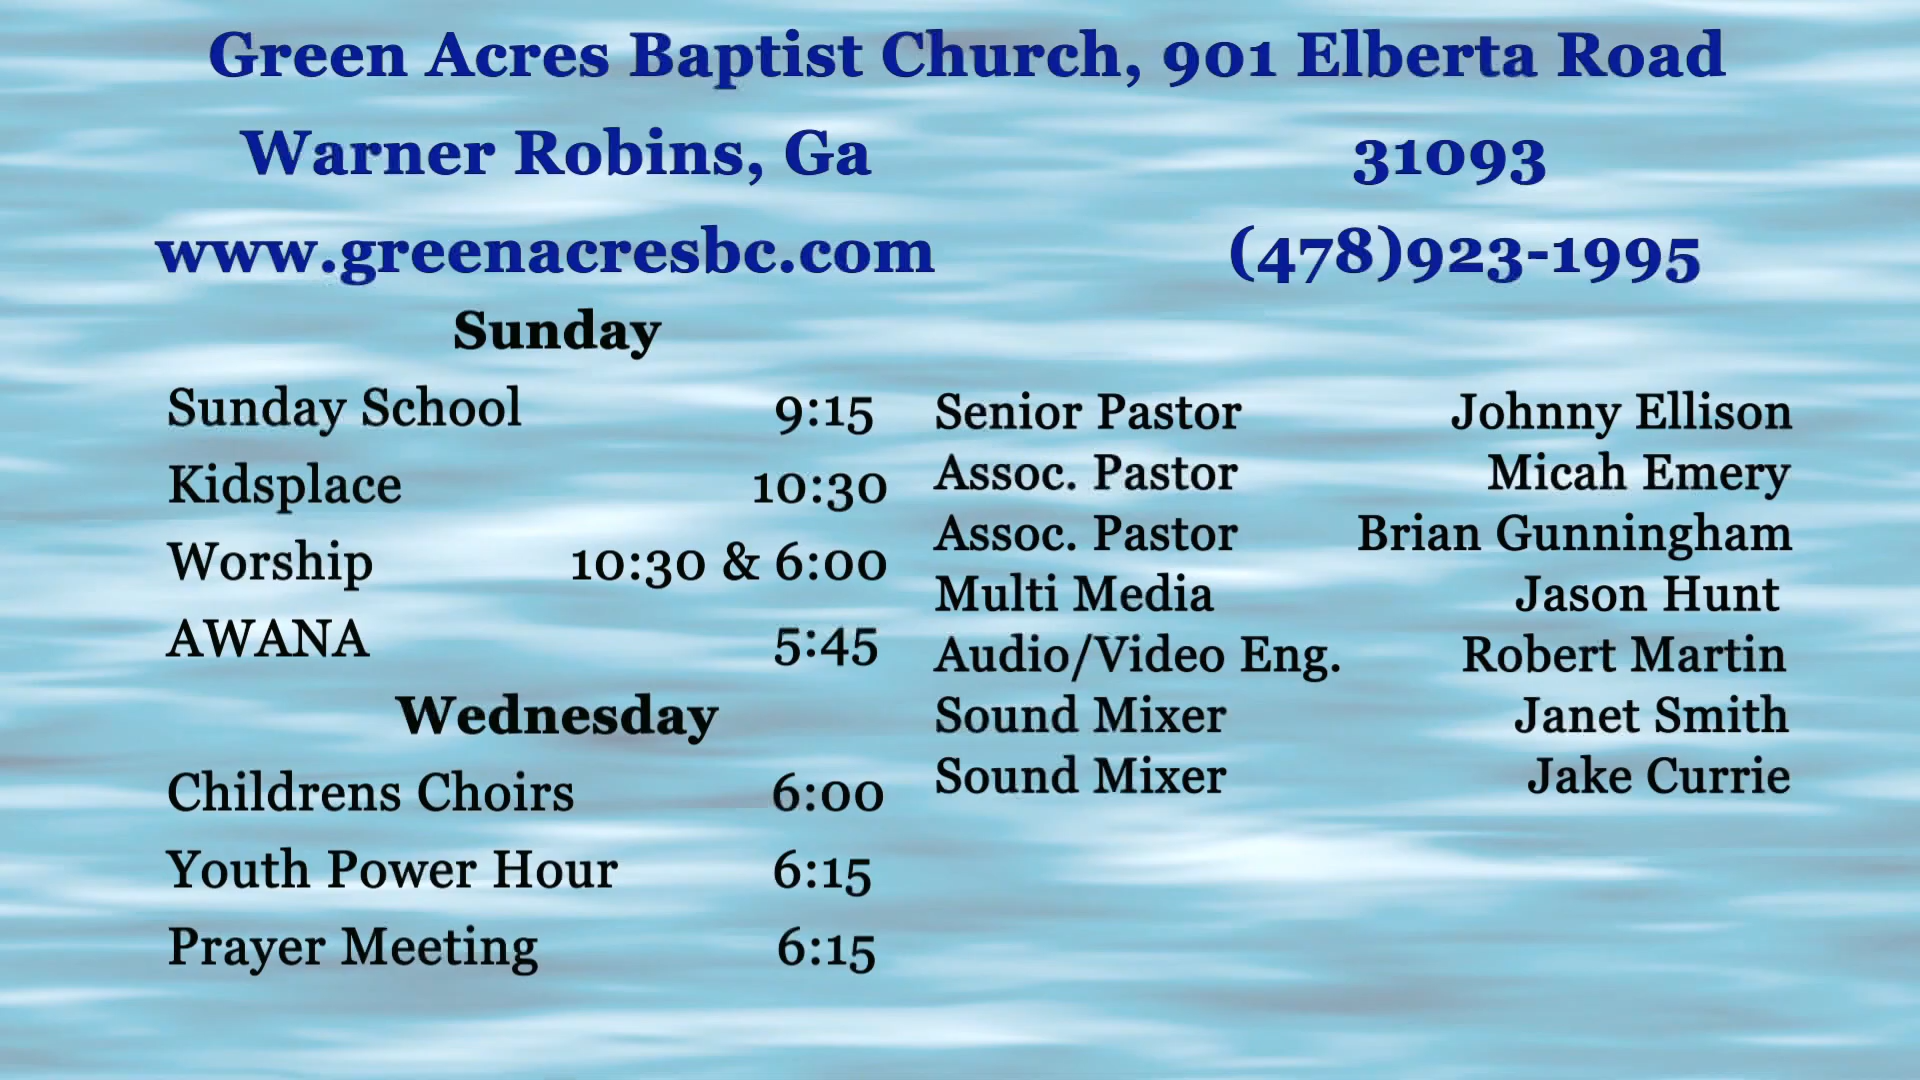 Green Acres Baptist Church, 901 Elberta Road
Warner Robins, Ga 31093
www.greenacresbc.com (478)923-1995
Sunday
Sunday School 9:15
Kidsplace 10:30
Worship 10:30 & 6:00
AWANA 5:45
Wednesday
Childrens Choirs 6:00
Youth Power Hour 6:15
Prayer Meeting 6:15
Senior Pastor Johnny Ellison
Assoc. Pastor Micah Emery
Assoc. Pastor Brian Gunningham
Multi Media Jason Hunt
Audio/Video Eng. Robert Martin
Sound Mixer Janet Smith
Sound Mixer Jake Currie